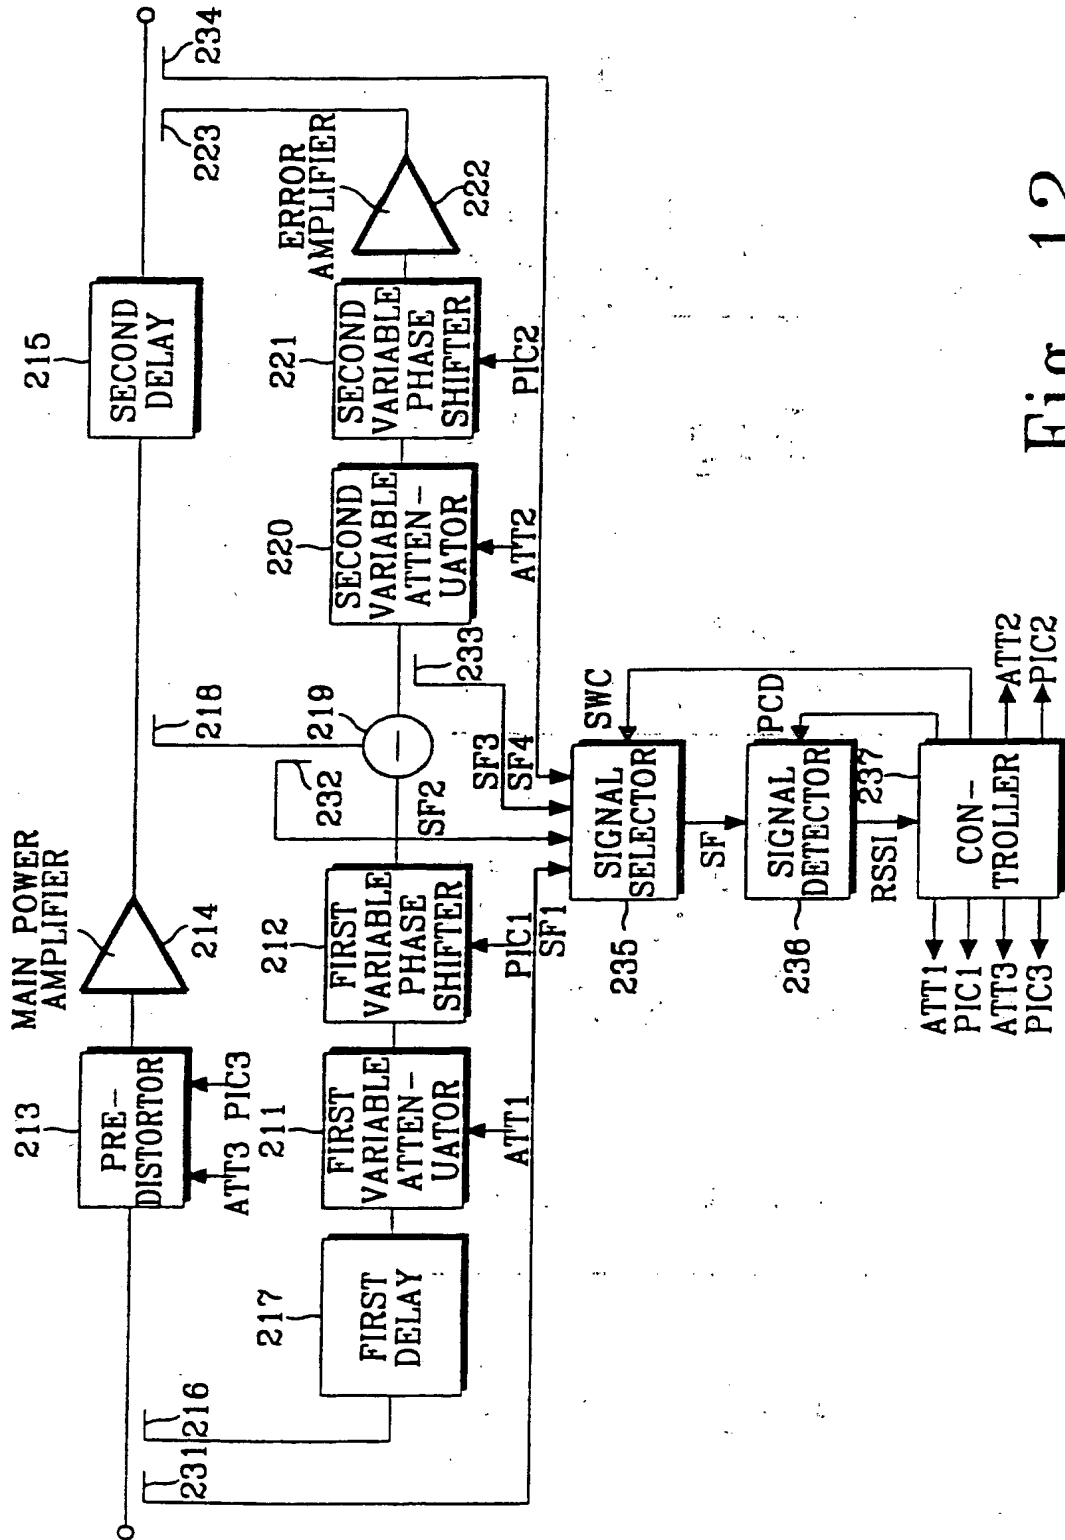 MAIN POWER
AMPLIFIER
214
213
PRE-
DISTORTOR
ATT3 PIC3
215
SECOND
DELAY
234
223
218
ERROR
AMPLIFIER
222
231
216
217
FIRST
DELAY
211
FIRST
VARIABLE
ATTEN-
UATOR
ATT1
212
FIRST
VARIABLE
PHASE
SHIFTER
PIC1
SF1
232
SF2
219
233
SF3
SF4
220
SECOND
VARIABLE
ATTEN-
UATOR
ATT2
221
SECOND
VARIABLE
PHASE
SHIFTER
PIC2
SIGNAL
SELECTOR
235
SWC
SF
SIGNAL
DETECTOR
236
PCD
RSSI
237
CON-
TROLLER
ATT1
PIC1
ATT3
PIC3
ATT2
PIC2
Fig. 12